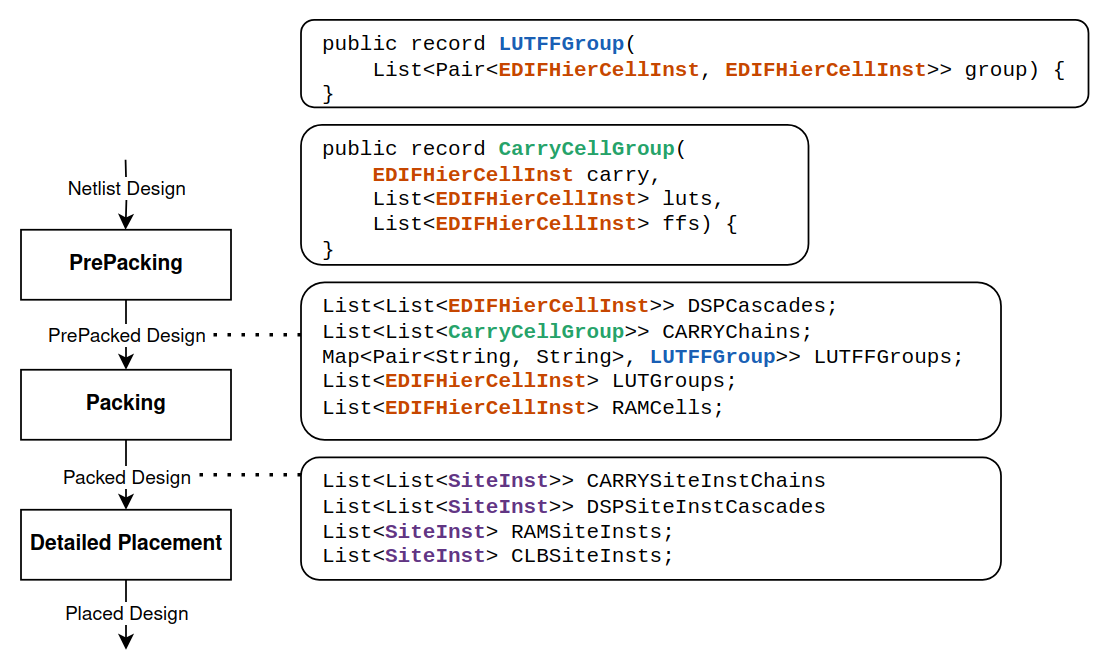 public record LUTFFGroup(
List<Pair<EDIFHierCellInst, EDIFHierCellInst>> group) {
}
public record CarryCellGroup(
EDIFHierCellInst carry,
List<EDIFHierCellInst> luts,
List<EDIFHierCellInst> ffs) {
}
Netlist Design
PrePacking
PrePacked Design
List<List<EDIFHierCellInst>> DSPCascades;
List<List<CarryCellGroup>> CARRYChains;
Map<Pair<String, String>, LUTFFGroup>> LUTFFGroups;
List<EDIFHierCellInst> LUTGroups;
List<EDIFHierCellInst> RAMCells;
Packing
Packed Design
List<List<SiteInst>> CARRYSiteInstChains
List<List<SiteInst>> DSPSiteInstCascades
List<SiteInst> RAMSiteInsts;
List<SiteInst> CLBSiteInsts;
Detailed Placement
Placed Design